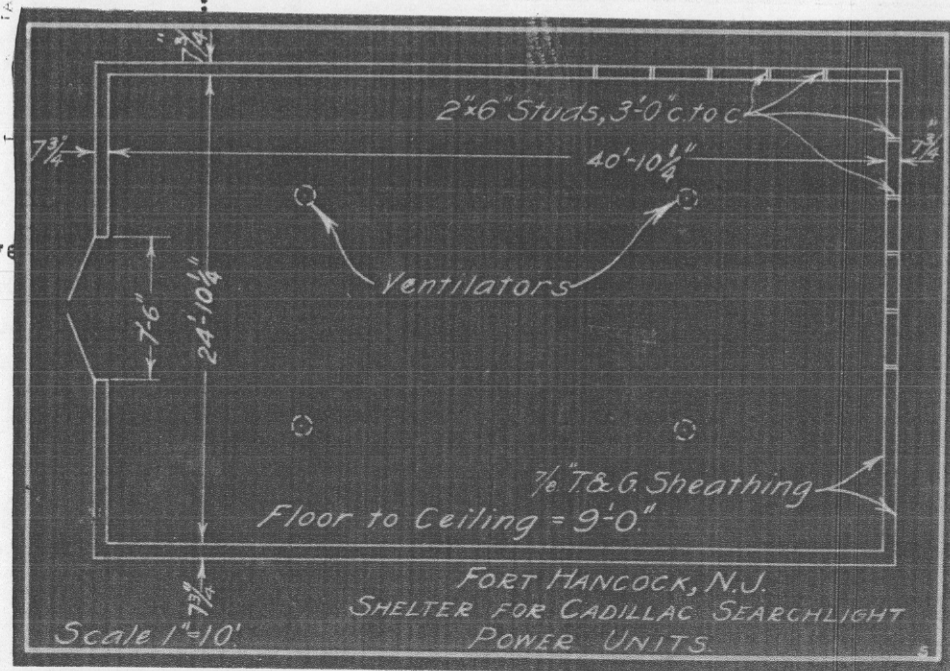 7¾"
2"x6" Studs, 3'-0" c. to c.
7¾"
40'-10¼"
7¾"
Ventilators
7'-6"
24'-10¼"
⅞" T. & G. Sheathing
Floor to Ceiling = 9'-0."
7¾"
FORT HANCOCK, N.J.
SHELTER FOR CADILLAC SEARCHLIGHT
POWER UNITS
Scale 1"=10'